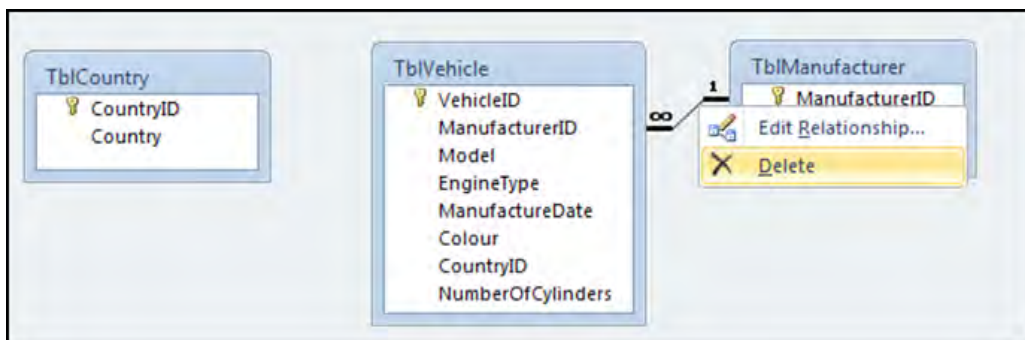 TblCountry
CountryID
Country
TblVehicle
VehicleID
ManufacturerID
Model
EngineType
ManufactureDate
Colour
CountryID
NumberOfCylinders
∞
1
TblManufacturer
ManufacturerID
Edit Relationship...
Delete